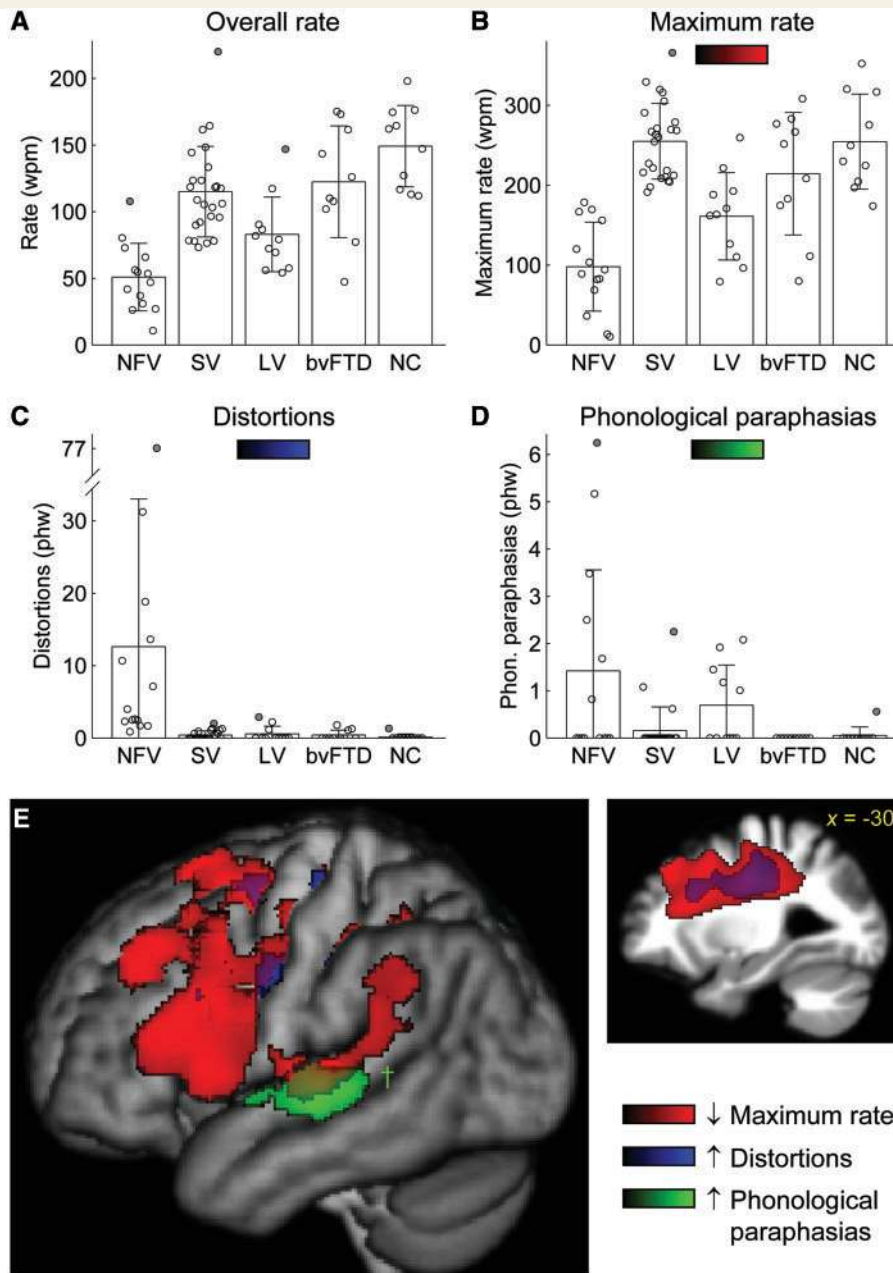 A Overall rate
Rate (wpm)
200
150
100
50
0
NFV SV LV bvFTD NC
B Maximum rate
Maximum rate (wpm)
300
200
100
0
NFV SV LV bvFTD NC
C Distortions
Distortions (phw)
77
30
20
10
0
NFV SV LV bvFTD NC
D Phonological paraphasias
Phon. paraphasias (phw)
6
5
4
3
2
1
0
NFV SV LV bvFTD NC
E
†
x = -30
↓ Maximum rate
↑ Distortions
↑ Phonological
paraphasias